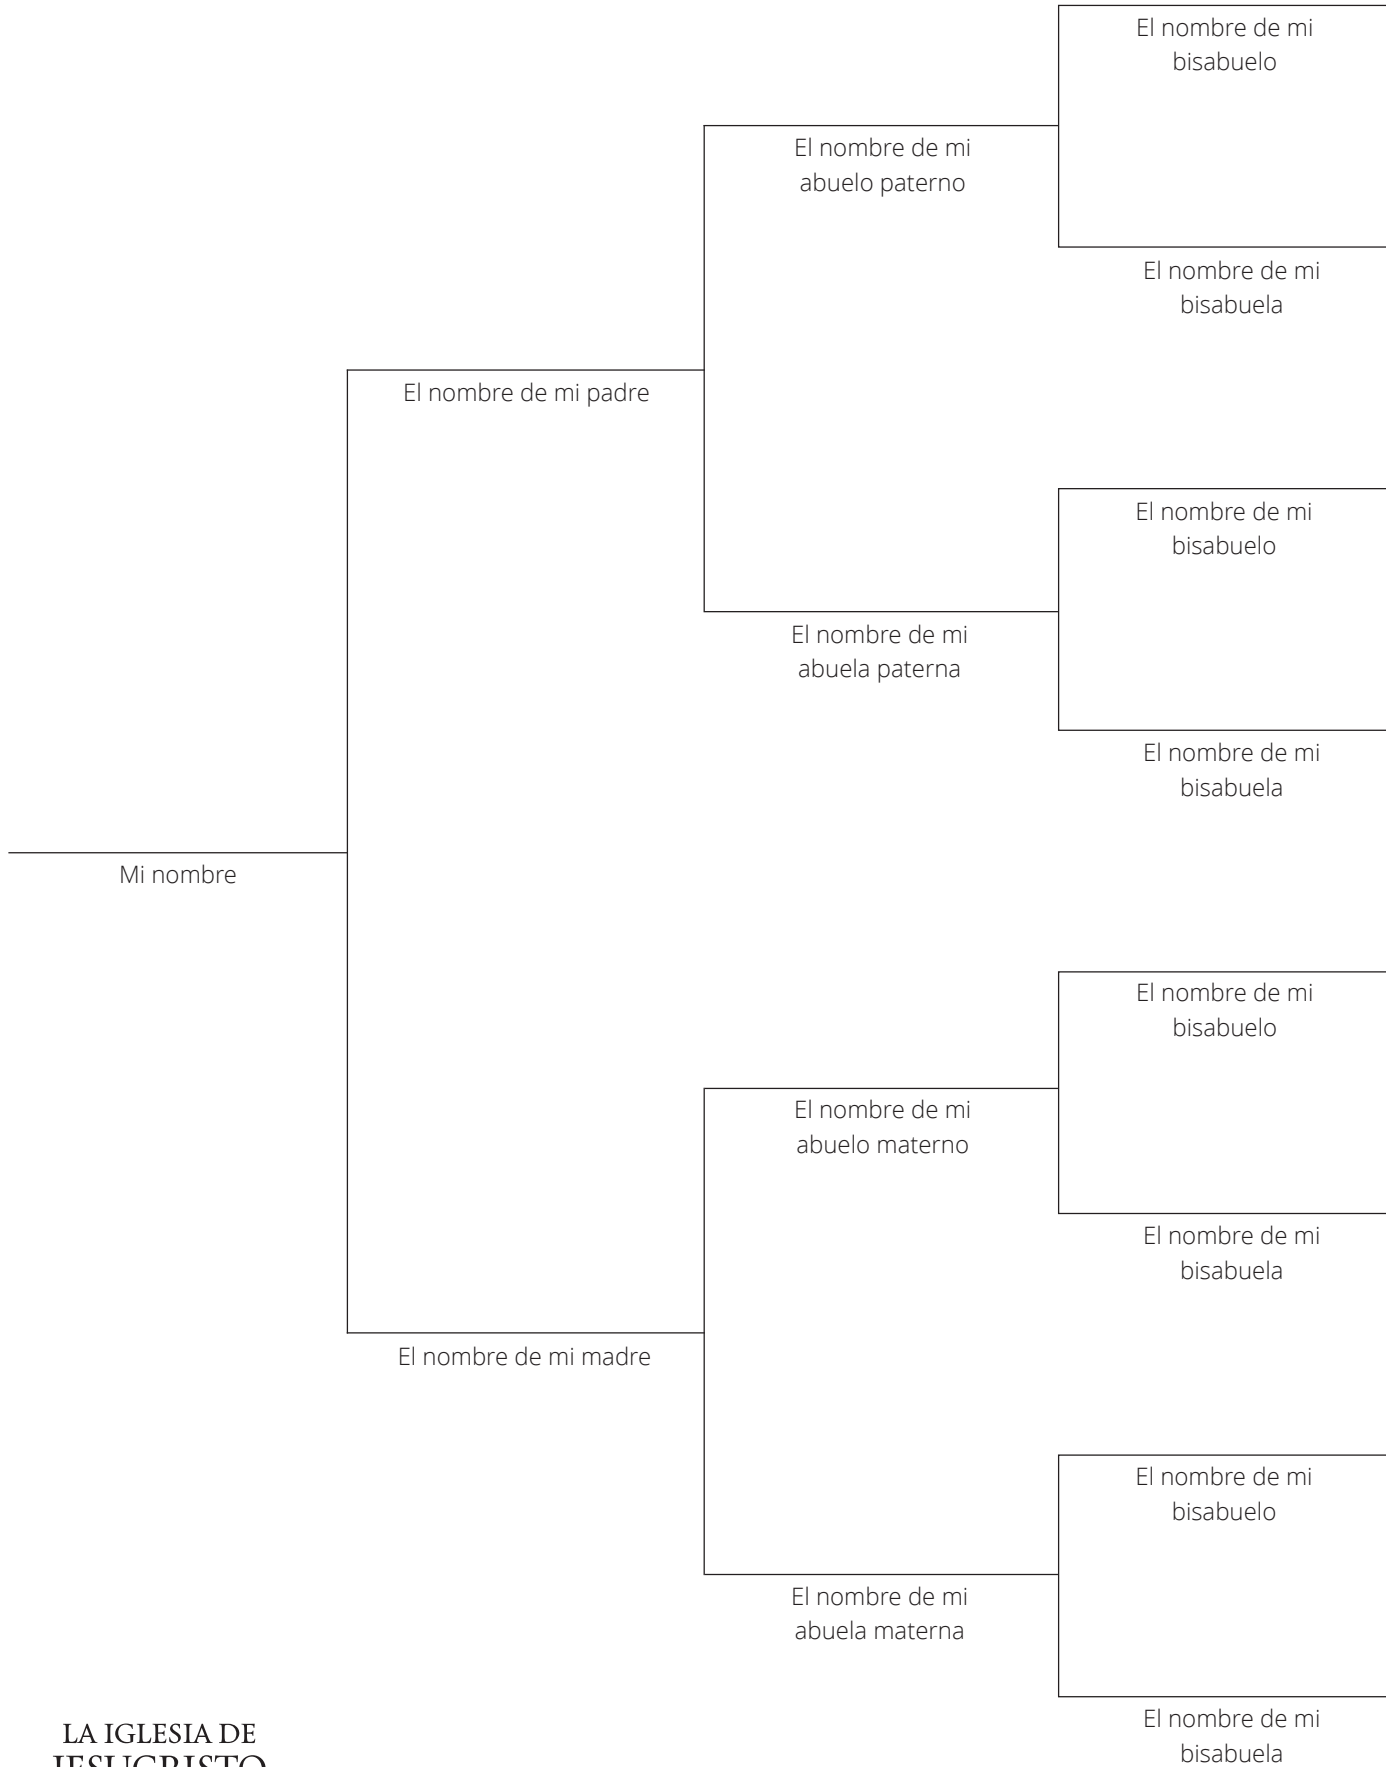 El nombre de mi
bisabuelo
El nombre de mi
abuelo paterno
El nombre de mi
bisabuela
El nombre de mi padre
El nombre de mi
bisabuelo
El nombre de mi
abuela paterna
El nombre de mi
bisabuela
Mi nombre
El nombre de mi
bisabuelo
El nombre de mi
abuelo materno
El nombre de mi
bisabuela
El nombre de mi madre
El nombre de mi
bisabuelo
El nombre de mi
abuela materna
El nombre de mi
bisabuela
LA IGLESIA DE
JESUCRISTO